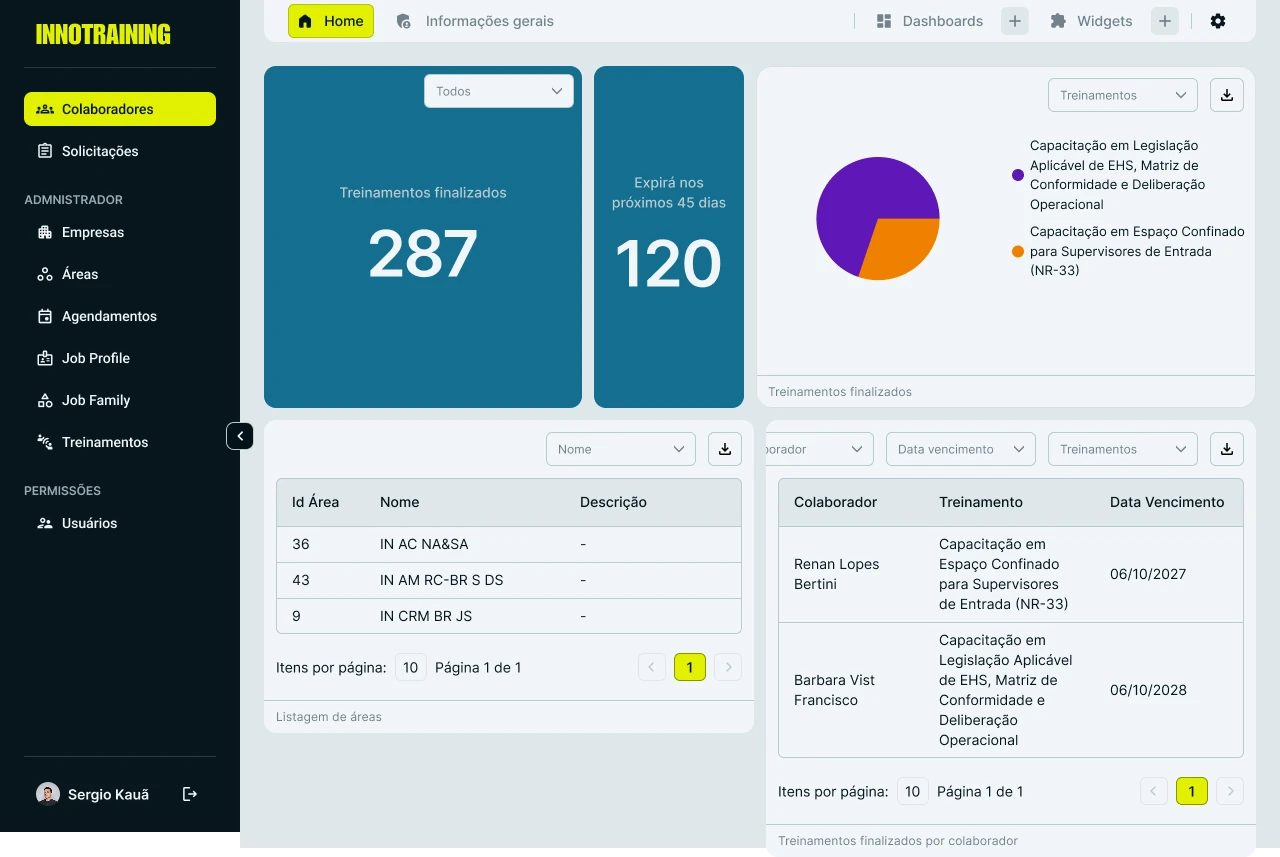 INNOTRAINING
Colaboradores
Solicitações
ADMNISTRADOR
Empresas
Áreas
Agendamentos
Job Profile
Job Family
Treinamentos
PERMISSÕES
Usuários
Sergio Kauã
Home
Informações gerais
Dashboards
+
Widgets
+
Todos
Treinamentos finalizados
287
Expirá nos
próximos 45 dias
120
Treinamentos
Capacitação em Legislação
Aplicável de EHS, Matriz de
Conformidade e Deliberação
Operacional
Capacitação em Espaço Confinado
para Supervisores de Entrada
(NR-33)
Treinamentos finalizados
Nome
Id Área Nome Descrição
36 IN AC NA&SA -
43 IN AM RC-BR S DS -
9 IN CRM BR JS -
Itens por página: 10 Página 1 de 1
1
Listagem de áreas
orador
Data vencimento
Treinamentos
Colaborador Treinamento Data Vencimento
Renan Lopes
Bertini
Capacitação em
Espaço Confinado
para Supervisores
de Entrada (NR-33)
06/10/2027
Barbara Vist
Francisco
Capacitação em
Legislação Aplicável
de EHS, Matriz de
Conformidade e
Deliberação
Operacional
06/10/2028
Itens por página: 10 Página 1 de 1
1
Treinamentos finalizados por colaborador